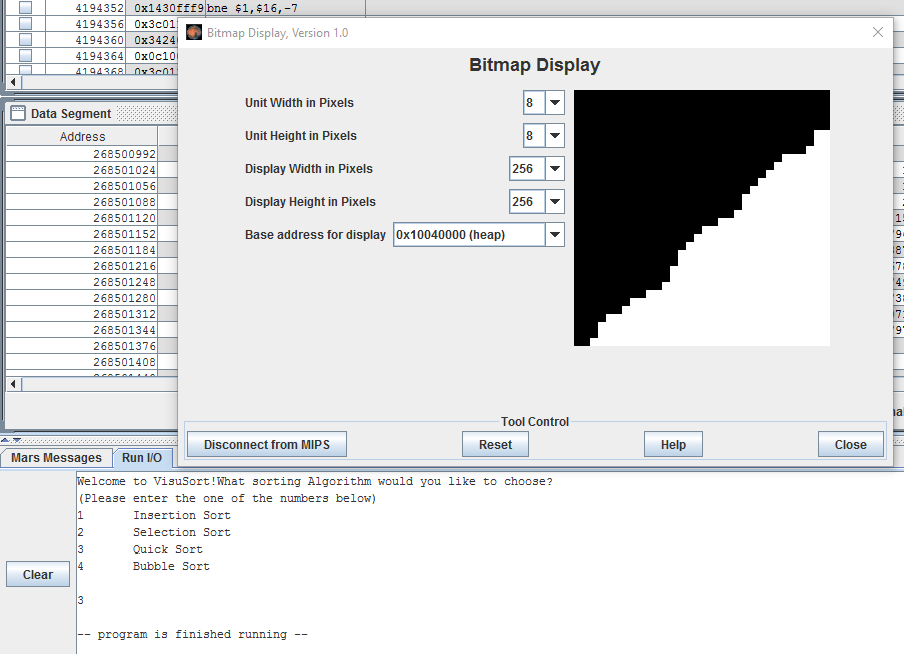 4194352 0x1430fff9 bne $1,$16,-7
4194356 0x3c01
4194360 0x3424
4194364 0x0c10
4194368 0x3c01
Bitmap Display, Version 1.0
Bitmap Display
Unit Width in Pixels 8
Unit Height in Pixels 8
Display Width in Pixels 256
Display Height in Pixels 256
Base address for display 0x10040000 (heap)
Tool Control
Disconnect from MIPS Reset Help Close
Data Segment
Address
268500992
268501024
268501056
268501088
268501120
268501152
268501184
268501216
268501248
268501280
268501312
268501344
268501376
268501408
Mars Messages Run I/O
Clear
Welcome to VisuSort!What sorting Algorithm would you like to choose?
(Please enter the one of the numbers below)
1 Insertion Sort
2 Selection Sort
3 Quick Sort
4 Bubble Sort
3
-- program is finished running --